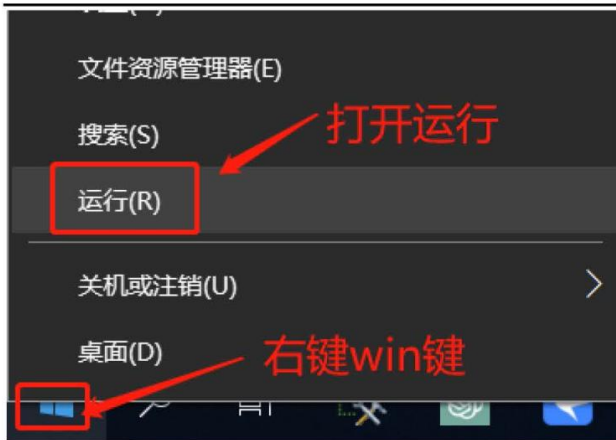 文件资源管理器(E)
搜索(S)
打开运行
运行(R)
关机或注销(U)
桌面(D)
右键win键